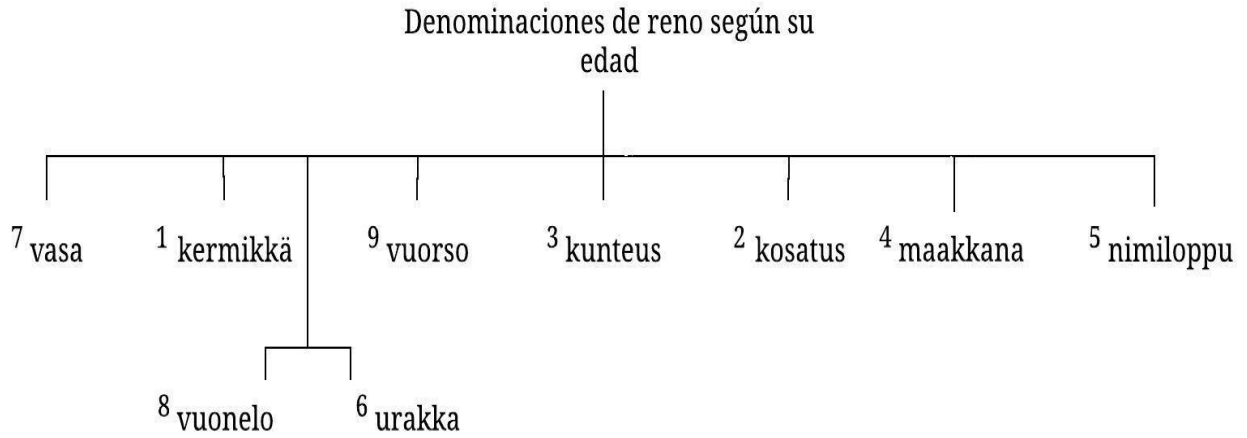 Denominaciones de reno según su
edad
7 vasa
1 kermikkä
9 vuorso
3 kunteus
2 kosatus
4 maakkana
5 nimiloppu
8 vuonelo
6 urakka